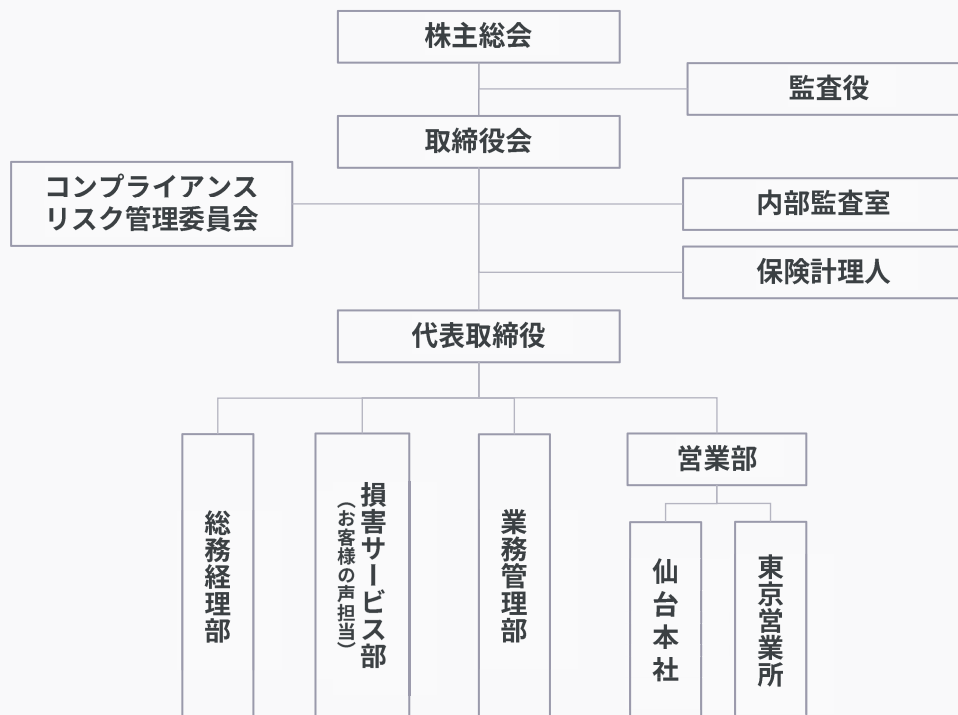 株主総会
監査役
取締役会
コンプライアンス
リスク管理委員会
内部監査室
保険計理人
代表取締役
総務経理部
損害サービス部
（お客様の声担当）
業務管理部
営業部
仙台本社
東京営業所